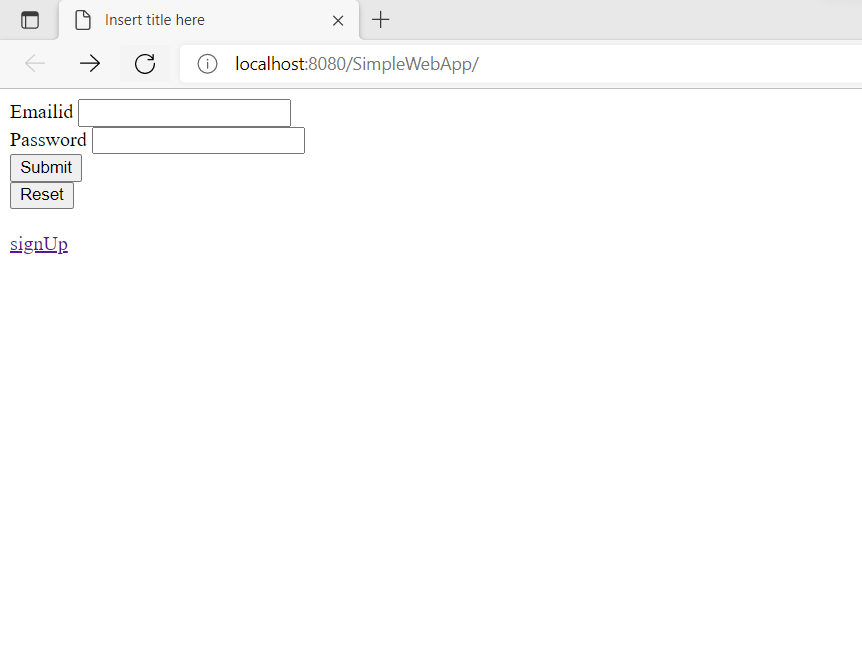 Insert title here
localhost:8080/SimpleWebApp/
Emailid
Password
Submit
Reset
signUp